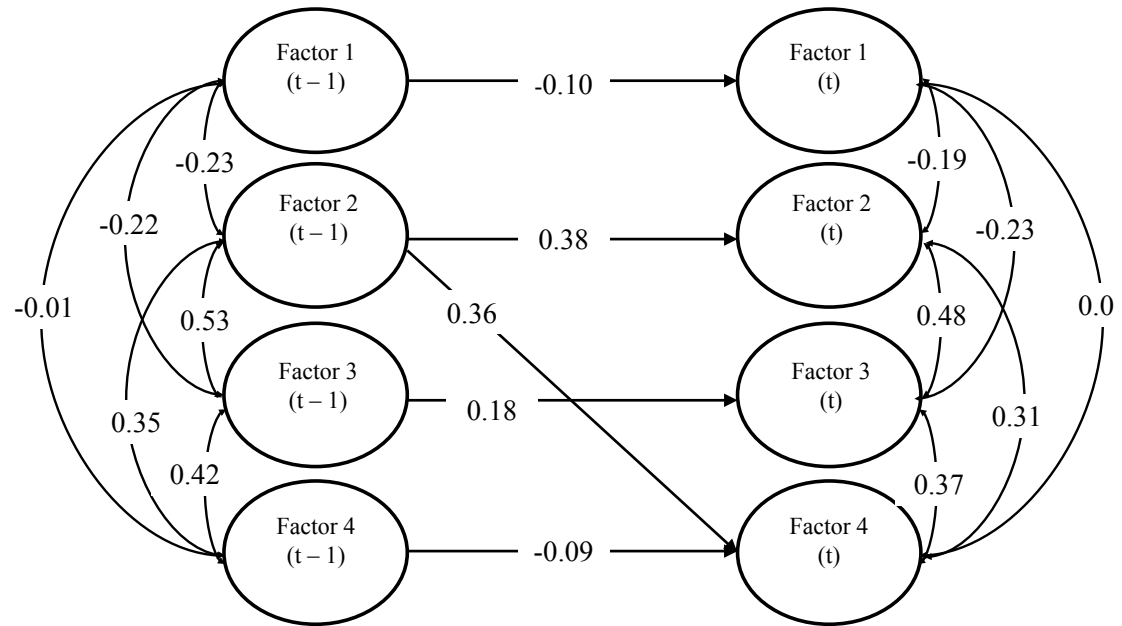 Factor 1
(t – 1)
Factor 1
(t)
-0.10
-0.23
-0.19
Factor 2
(t – 1)
Factor 2
(t)
-0.22
-0.23
0.38
-0.01
0.53
0.36
0.48
0.0
Factor 3
(t – 1)
Factor 3
(t)
0.18
0.35
0.31
0.42
0.37
Factor 4
(t – 1)
Factor 4
(t)
-0.09